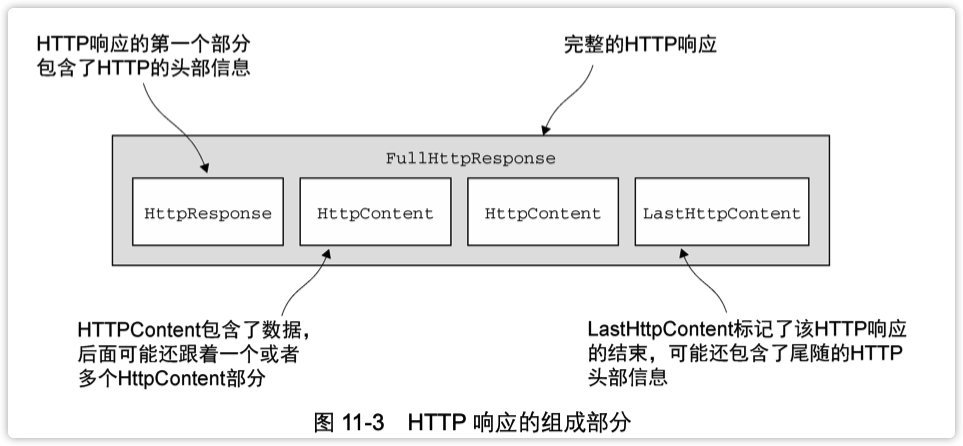 HTTP响应的第一个部分
包含了HTTP的头部信息
完整的HTTP响应
FullHttpResponse
HttpResponse
HttpContent
HttpContent
LastHttpContent
HTTPContent包含了数据，
后面可能还跟着一个或者
多个HttpContent部分
LastHttpContent标记了该HTTP响应
的结束，可能还包含了尾随的HTTP
头部信息
图 11-3 HTTP 响应的组成部分